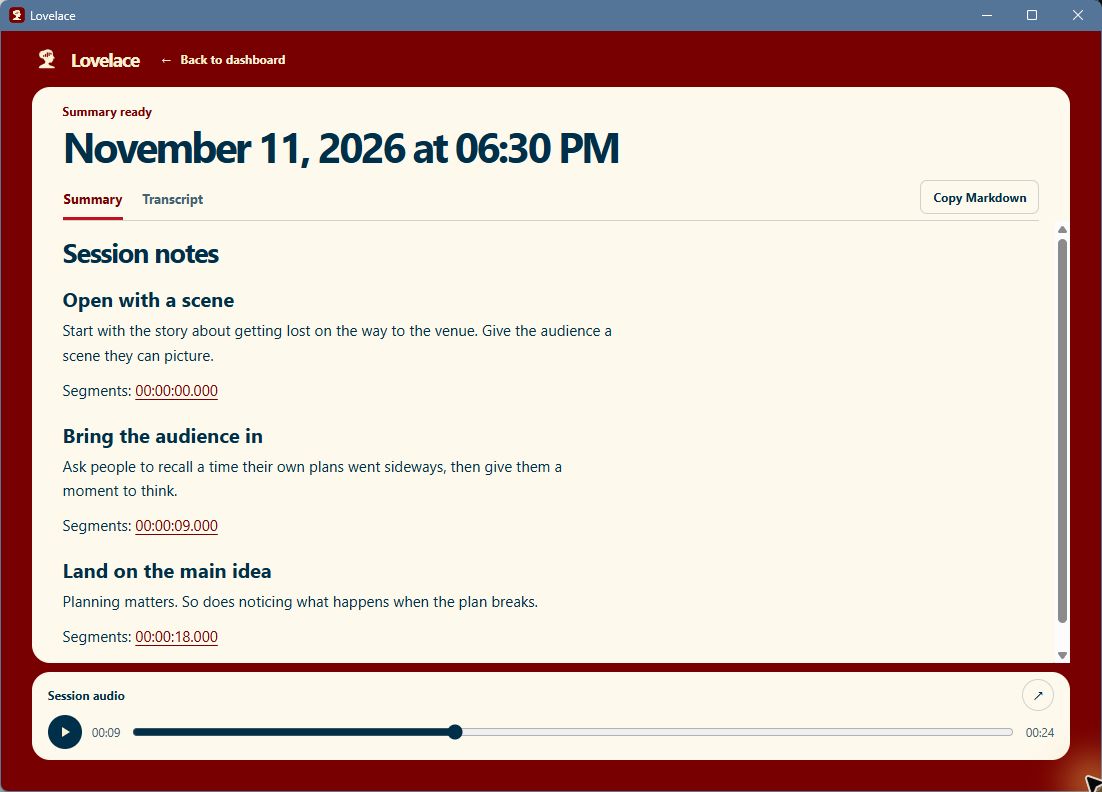 Lovelace
Lovelace
← Back to dashboard
Summary ready
November 11, 2026 at 06:30 PM
Summary
Transcript
Copy Markdown
Session notes
Open with a scene
Start with the story about getting lost on the way to the venue. Give the audience a
scene they can picture.
Segments: 00:00:00.000
Bring the audience in
Ask people to recall a time their own plans went sideways, then give them a
moment to think.
Segments: 00:00:09.000
Land on the main idea
Planning matters. So does noticing what happens when the plan breaks.
Segments: 00:00:18.000
Session audio
00:09
00:24